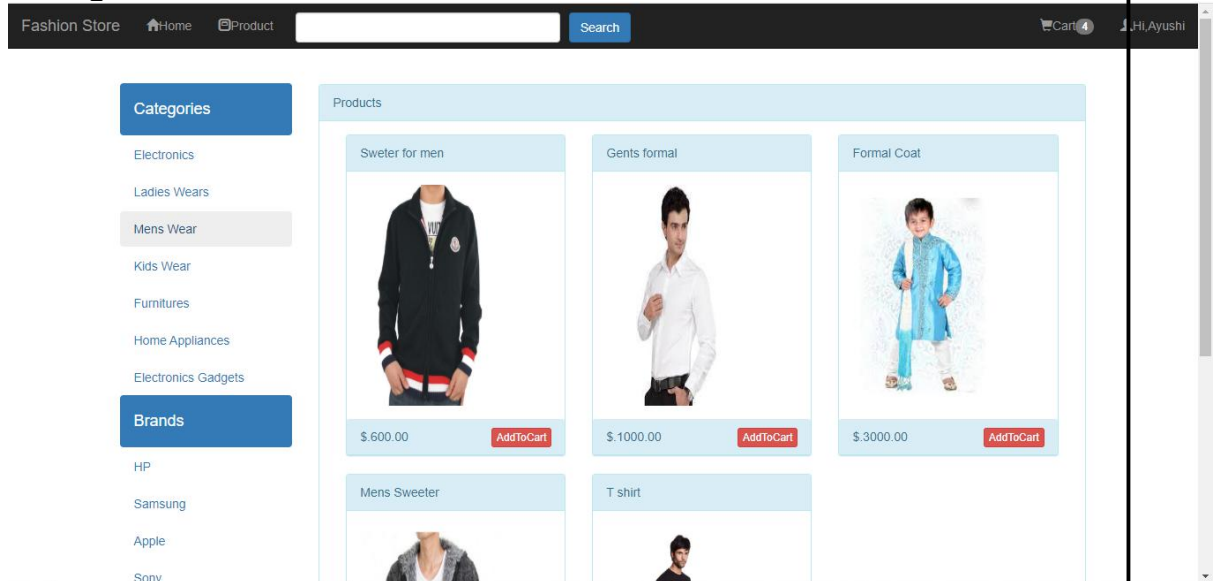 Fashion Store Home Product Search Cart 4 Hi,Ayushi
Categories
Electronics
Ladies Wears
Mens Wear
Kids Wear
Furnitures
Home Appliances
Electronics Gadgets
Brands
HP
Samsung
Apple
Sony
Products
Sweter for men
$.600.00 AddToCart
Gents formal
$.1000.00 AddToCart
Formal Coat
$.3000.00 AddToCart
Mens Sweeter
T shirt